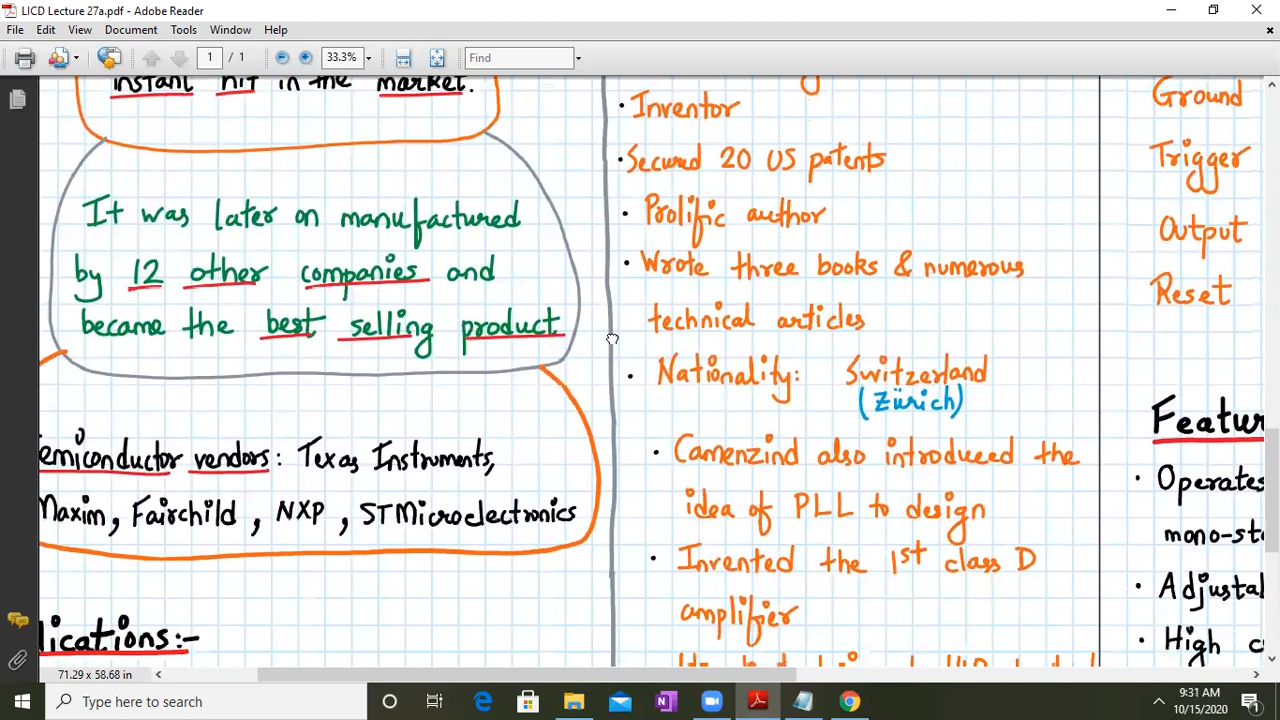 LICD Lecture 27a.pdf - Adobe Reader
File Edit View Document Tools Window Help
1 / 1 33.3% Find
instant hit in the market.
It was later on manufactured
by 12 other companies and
became the best selling product
emiconductor vendors: Texas Instruments,
Maxim, Fairchild, NXP, STMicroelectronics
lications:-
• Inventor
• Secured 20 US patents
• Prolific author
• Wrote three books & numerous
technical articles
• Nationality: Switzerland
(Zürich)
• Camenzind also introduced the
idea of PLL to design
• Invented the 1st class D
amplifier
Ground
Trigger
Output
Reset
Featur
• Operates
mono-sta
• Adjustal
• High c
71.29 x 58.68 in
Type here to search
9:31 AM
10/15/2020